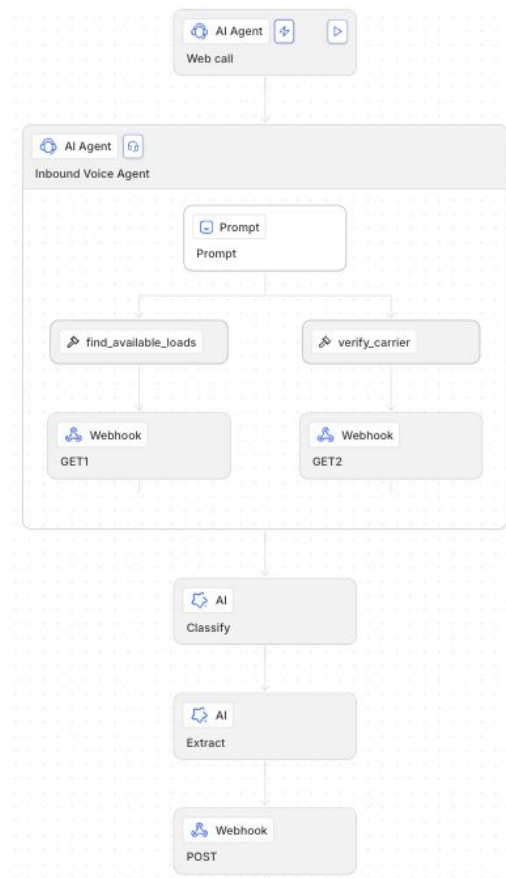 AI Agent
Web call
AI Agent
Inbound Voice Agent
Prompt
Prompt
find_available_loads
verify_carrier
Webhook
GET1
Webhook
GET2
AI
Classify
AI
Extract
Webhook
POST